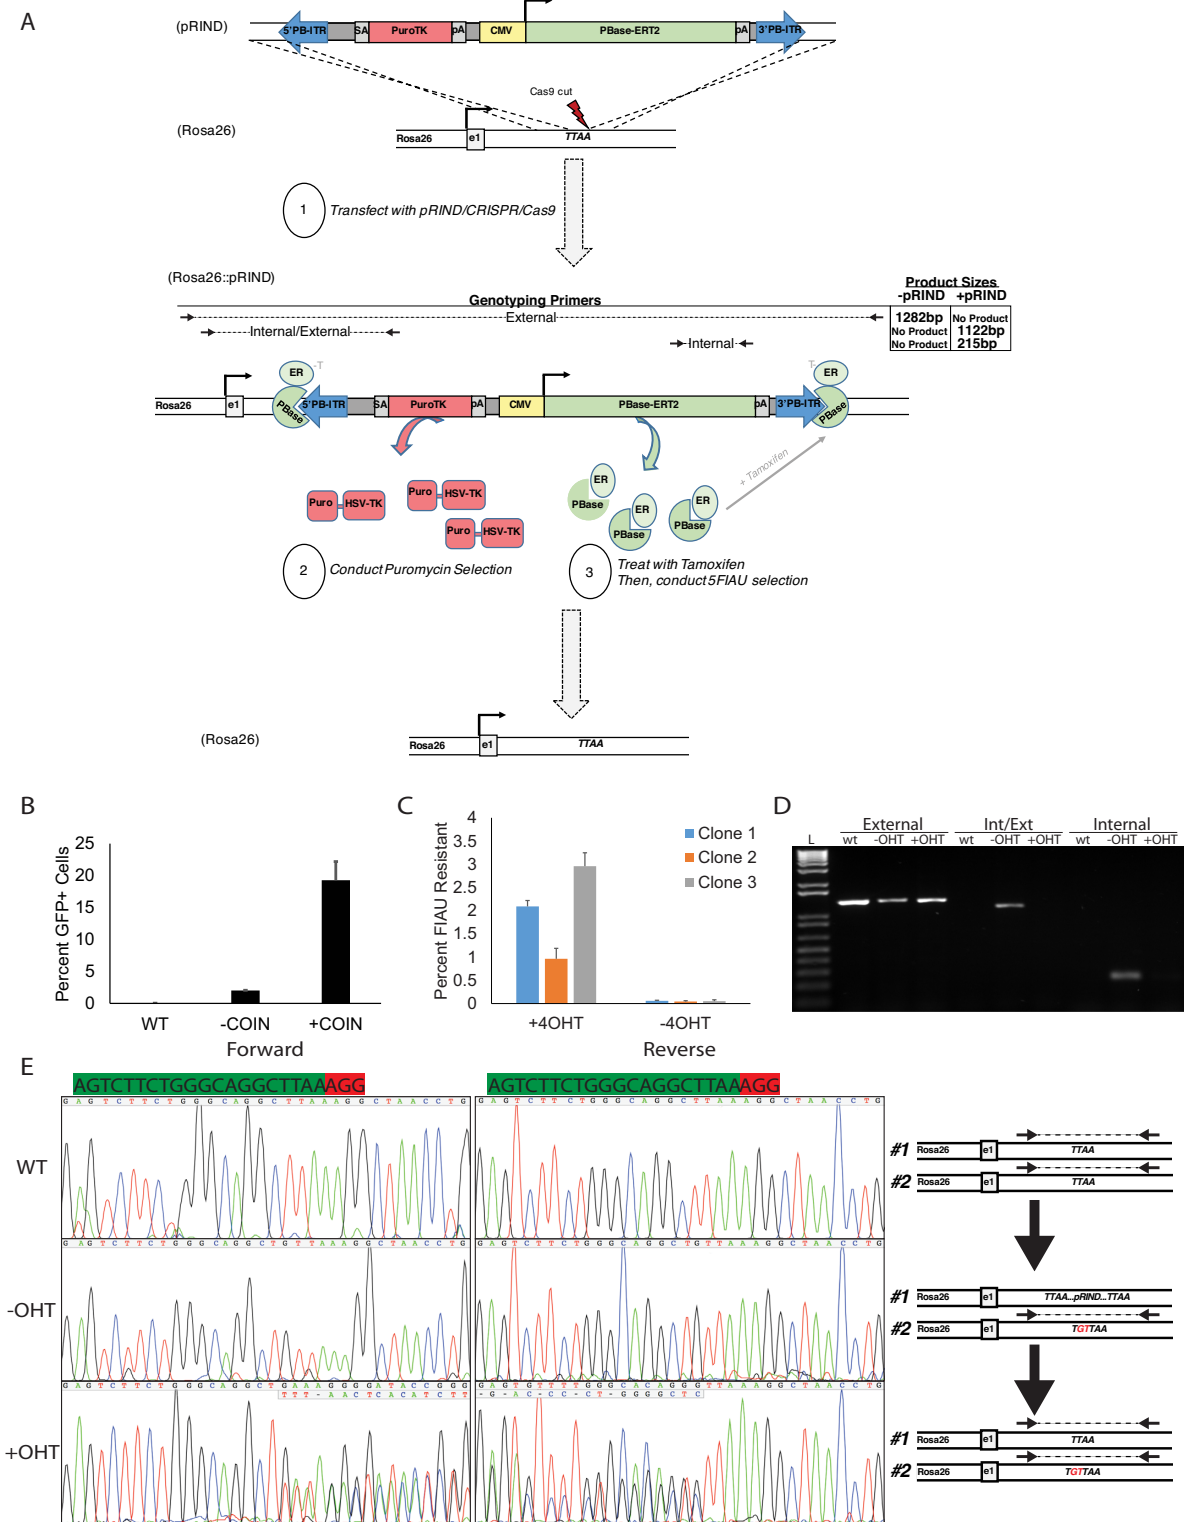 A
(pRIND)
5'PB-ITR SA PuroTK pA CMV PBase-ERT2 pA 3'PB-ITR
Cas9 cut
(Rosa26)
Rosa26 e1 TTAA
1 Transfect with pRIND/CRISPR/Cas9
(Rosa26::pRIND)
Product Sizes
-pRIND +pRIND
Genotyping Primers
External
1282bp No Product
Internal/External
No Product 1122bp
Internal
No Product 215bp
ER -T T- ER
Rosa26 e1 PBase 5'PB-ITR SA PuroTK pA CMV PBase-ERT2 pA 3'PB-ITR PBase
+ Tamoxifen
Puro HSV-TK
Puro HSV-TK
Puro HSV-TK
ER PBase
ER PBase
ER PBase
2 Conduct Puromycin Selection
3 Treat with Tamoxifen
Then, conduct 5FIAU selection
(Rosa26)
Rosa26 e1 TTAA
B
Percent GFP+ Cells
25
20
15
10
5
0
WT -COIN +COIN
C
Percent FIAU Resistant
4
3.5
3
2.5
2
1.5
1
0.5
0
Clone 1
Clone 2
Clone 3
+4OHT -4OHT
D
External Int/Ext Internal
L wt -OHT +OHT wt -OHT +OHT wt -OHT +OHT
E
Forward Reverse
AGTCTTCTGGGCAGGCTTAAAGG AGTCTTCTGGGCAGGCTTAAAGG
G A G T C T T C T G G G C A G G C T T A A A G G C T A A C C T G G A G T C T T C T G G G C A G G C T T A A A G G C T A A C C T G
WT
#1 Rosa26 e1 TTAA
#2 Rosa26 e1 TTAA
G A G T C T T C T G G G C A G G C T G T T A A A G G C T A A C C T G G A G T C T T C T G G G C A G G C T G T T A A A G G C T A A C C T G
-OHT
#1 Rosa26 e1 TTAA...pRIND...TTAA
#2 Rosa26 e1 TGTTAA
G A G T C T T C T G G G C A G G C T G A A A G G G G A T A C C G G G G A G T G T T T T G G G C A C A G G G T T A A A G G C T A A C C T G
T T T - A A C T C A C A T C T T - G - A C - C C - C T - G G G G C T C
+OHT
#1 Rosa26 e1 TTAA
#2 Rosa26 e1 TGTTAA